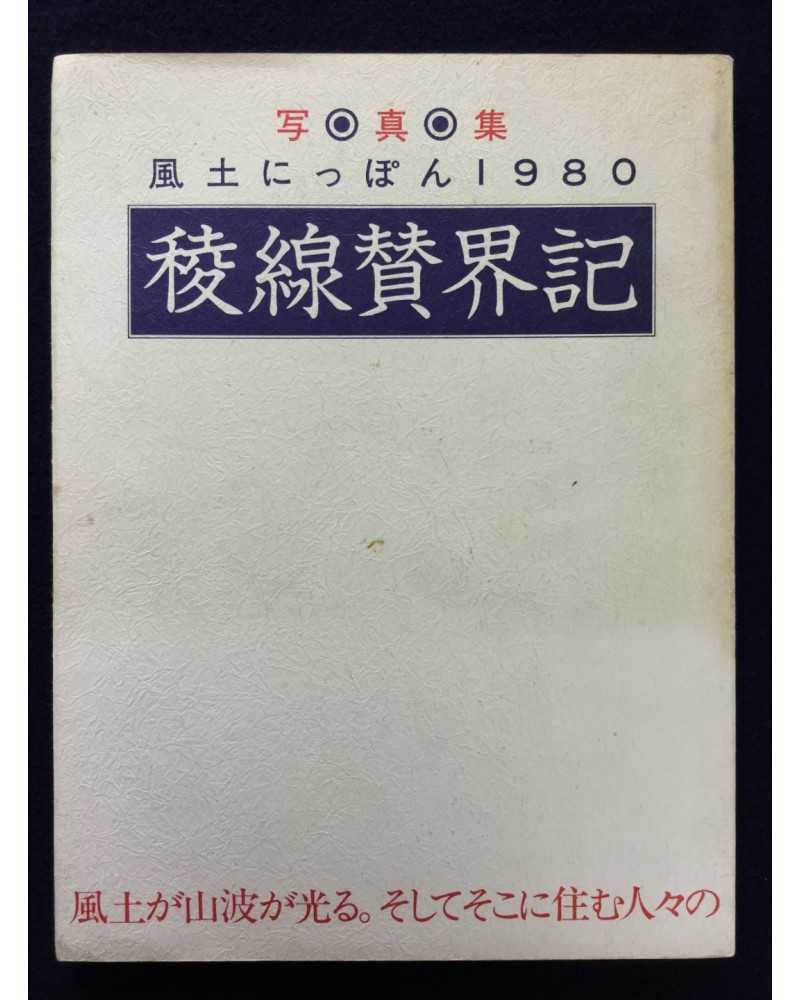 写◎真◎集
風土にっぽん1980
稜線賛界記
風土が山波が光る。そしてそこに住む人々の